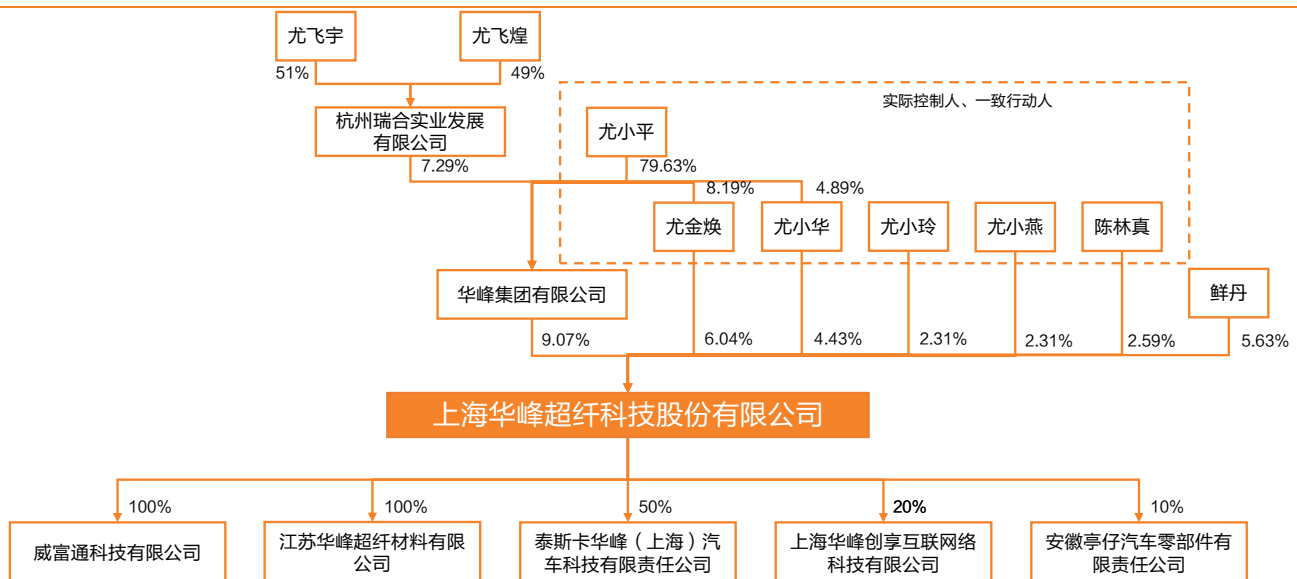 尤飞宇
尤飞煌
51%
49%
实际控制人、一致行动人
杭州瑞合实业发展
有限公司
尤小平
7.29%
79.63%
8.19%
4.89%
尤金焕
尤小华
尤小玲
尤小燕
陈林真
华峰集团有限公司
鲜丹
9.07%
6.04%
4.43%
2.31%
2.31%
2.59%
5.63%
上海华峰超纤科技股份有限公司
100%
100%
50%
20%
10%
威富通科技有限公司
江苏华峰超纤材料有限
公司
泰斯卡华峰（上海）汽
车科技有限责任公司
上海华峰创享互联网络
科技有限公司
安徽亭仔汽车零部件有
限责任公司